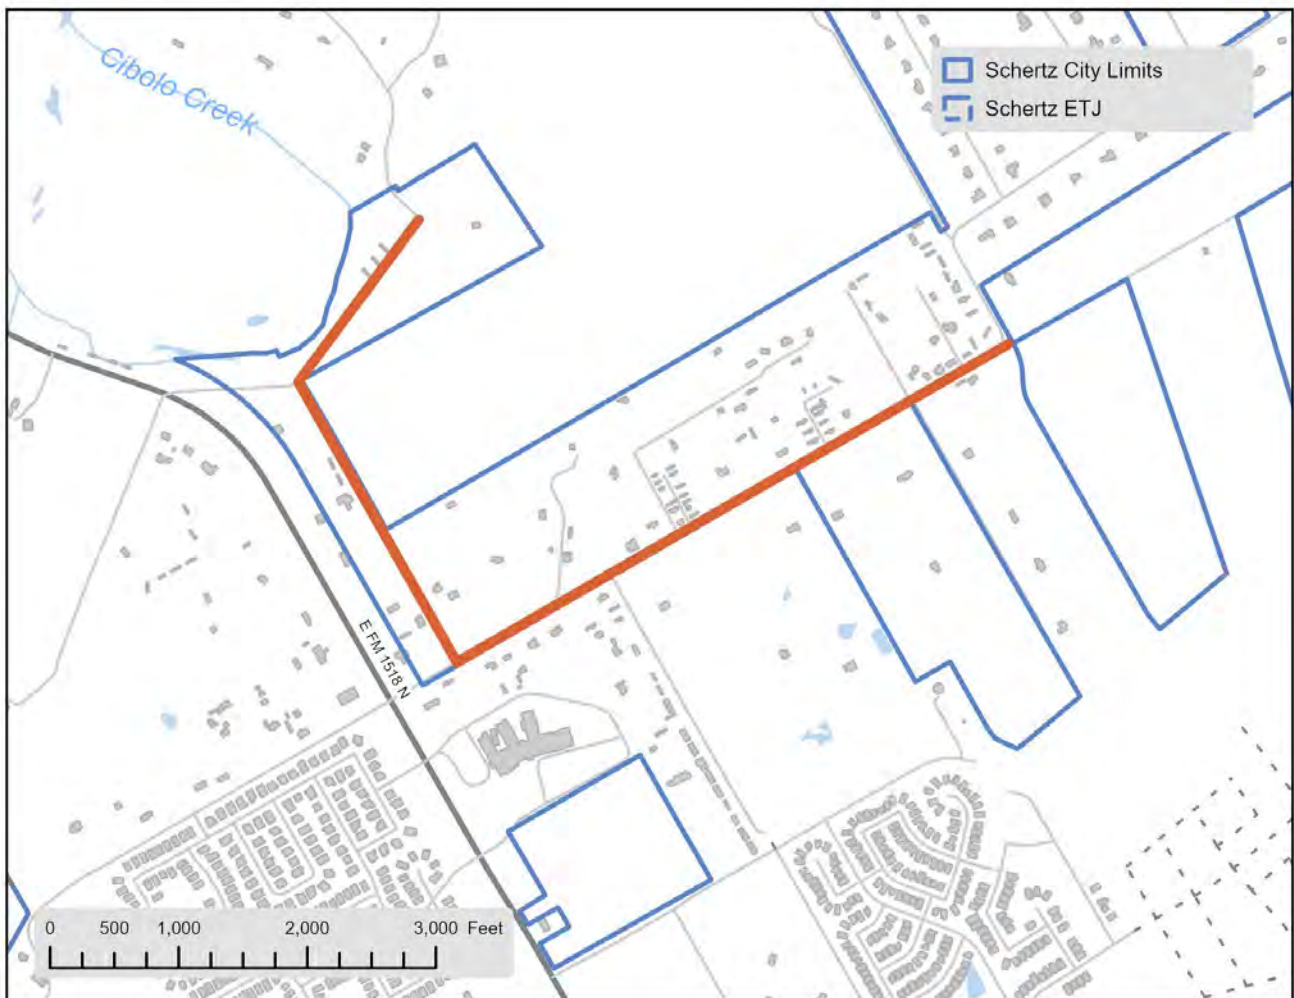 Cibolo Creek
Schertz City Limits
Schertz ETJ
E FM 1518 N
0 500 1,000 2,000 3,000 Feet